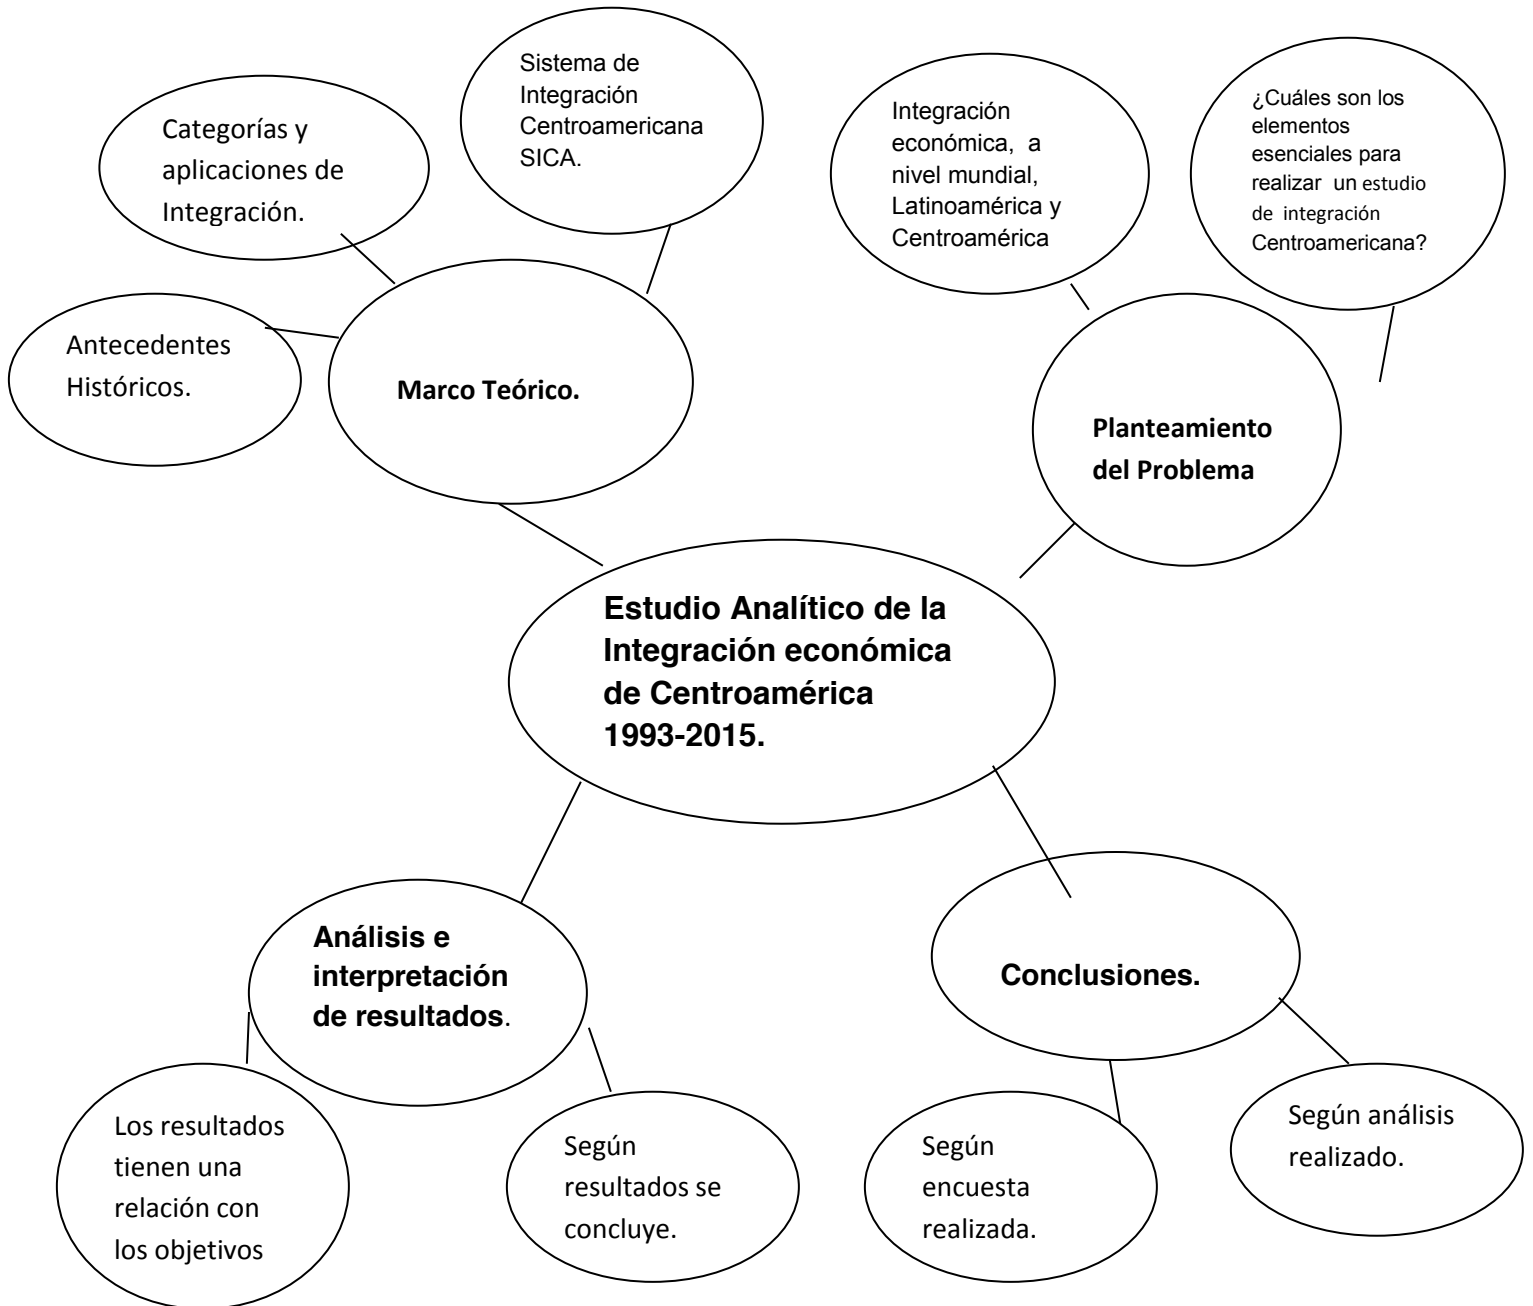 Sistema de
Integración
Centroamericana
SICA.
Categorías y
aplicaciones de
Integración.
Antecedentes
Históricos.
Marco Teórico.
Integración
económica, a
nivel mundial,
Latinoamérica y
Centroamérica
¿Cuáles son los
elementos
esenciales para
realizar un estudio
de integración
Centroamericana?
Planteamiento
del Problema
Estudio Analítico de la
Integración económica
de Centroamérica
1993-2015.
Análisis e
interpretación
de resultados.
Los resultados
tienen una
relación con
los objetivos
Según
resultados se
concluye.
Conclusiones.
Según
encuesta
realizada.
Según análisis
realizado.